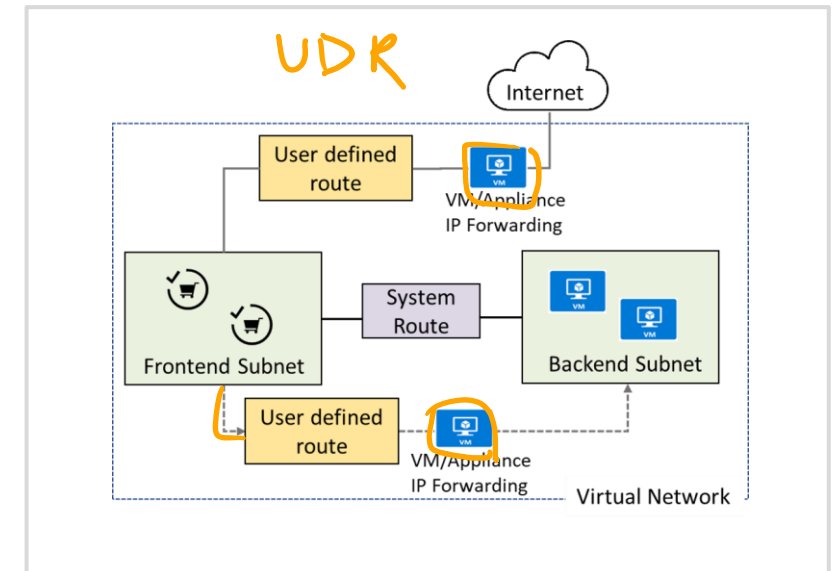 UDR
Internet
User defined
route
VM
VM/Appliance
IP Forwarding
System
Route
VM
VM
Frontend Subnet
Backend Subnet
User defined
route
VM
VM/Appliance
IP Forwarding
Virtual Network